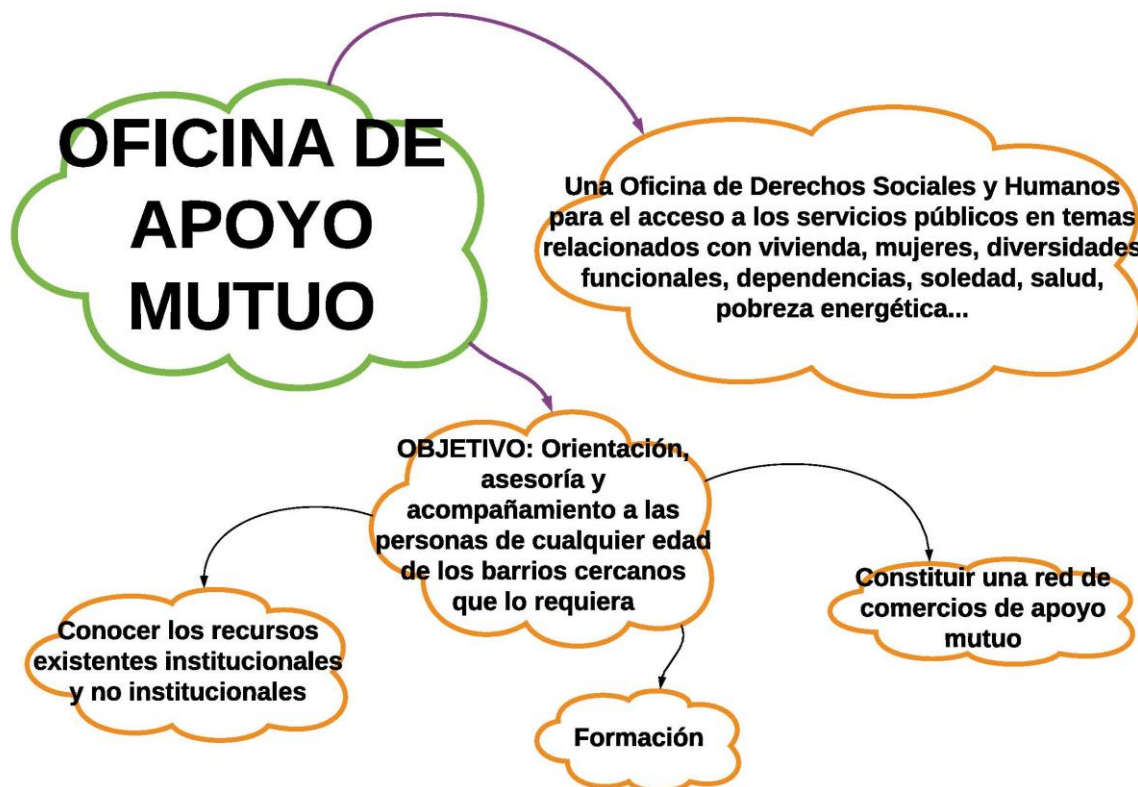 OFICINA DE
APOYO
MUTUO
Una Oficina de Derechos Sociales y Humanos
para el acceso a los servicios públicos en temas
relacionados con vivienda, mujeres, diversidades
funcionales, dependencias, soledad, salud,
pobreza energética...
OBJETIVO: Orientación,
asesoría y
acompañamiento a las
personas de cualquier edad
de los barrios cercanos
que lo requiera
Conocer los recursos
existentes institucionales
y no institucionales
Formación
Constituir una red de
comercios de apoyo
mutuo